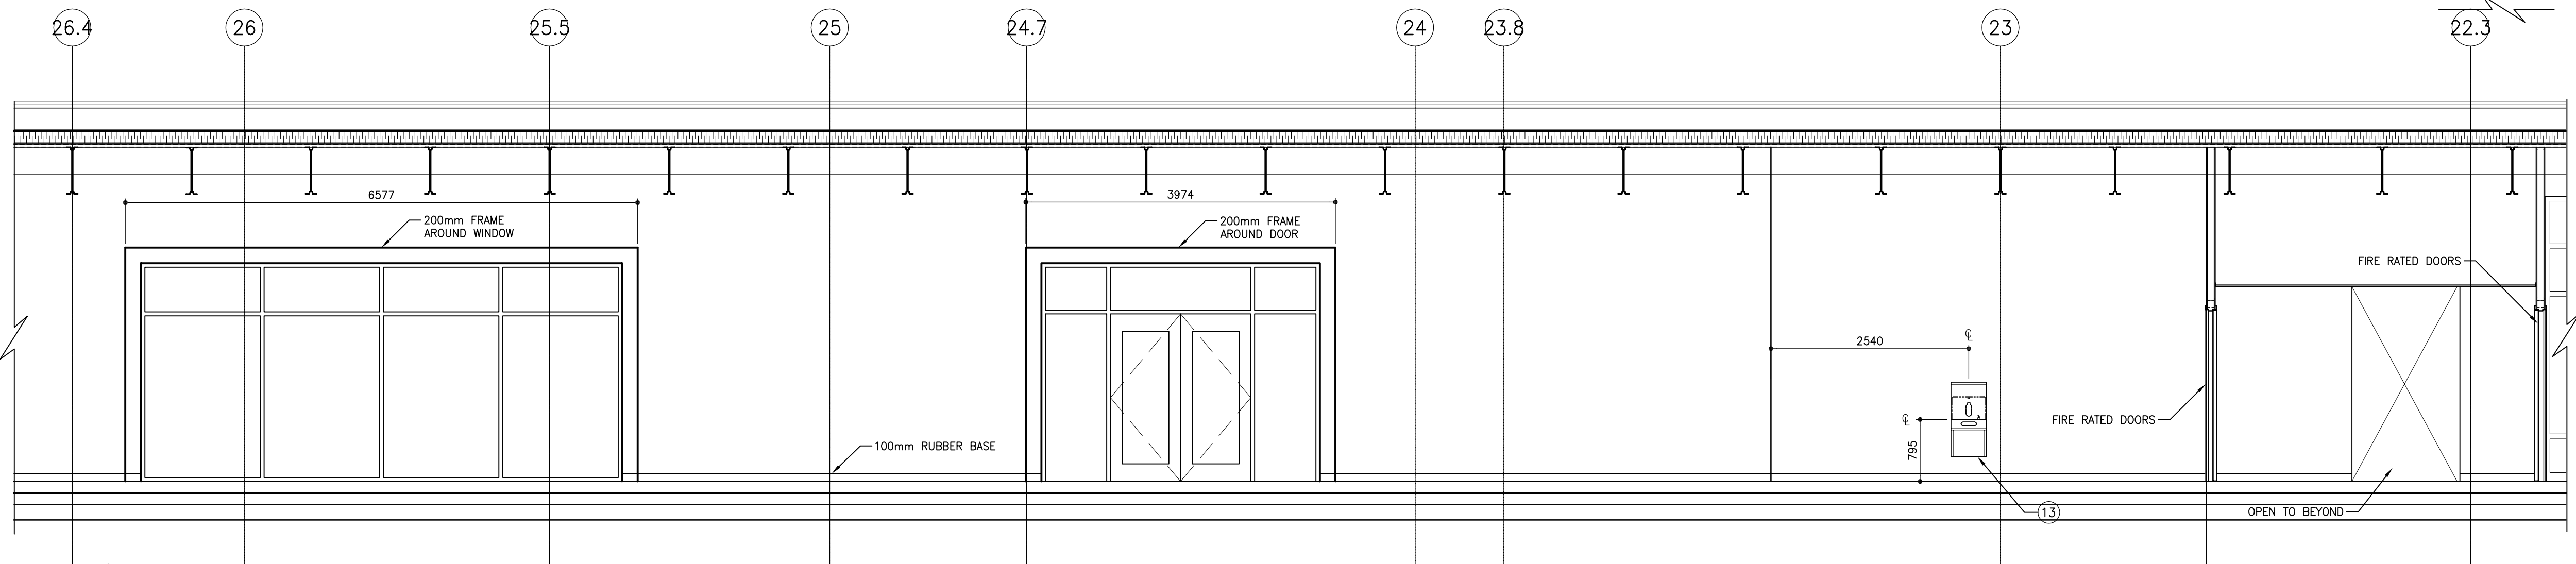 26.4
26
25.5
25
24.7
24
23.8
23
22.3
6577
3974
200mm FRAME
AROUND WINDOW
200mm FRAME
AROUND DOOR
FIRE RATED DOORS
2540
℄
℄
795
FIRE RATED DOORS
100mm RUBBER BASE
13
OPEN TO BEYOND